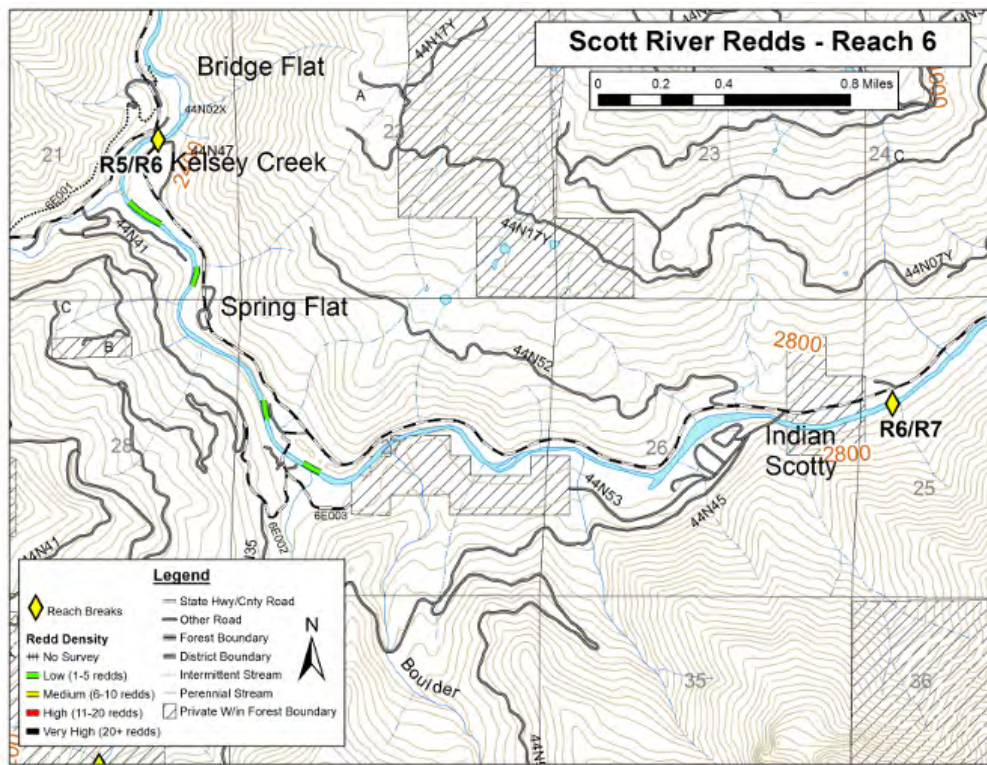 Scott River Redds - Reach 6
0 0.2 0.4 0.8 Miles
44N17Y
Bridge Flat
A
44N02X
21
R5/R6
Kelsey Creek
44N47
23
24
C
6E001
44N41
44N17Y
44N07Y
Spring Flat
C
B
44N52
2800
28
26
Indian
Scotty
R6/R7
2800
25
44N53
44N45
6E003
6E002
44N41
Boulder
35
36
Legend
Reach Breaks
Redd Density
No Survey
Low (1-5 redds)
Medium (6-10 redds)
High (11-20 redds)
Very High (20+ redds)
State Hwy/Cnty Road
Other Road
Forest Boundary
District Boundary
Intermittent Stream
Perennial Stream
Private W/in Forest Boundary
N